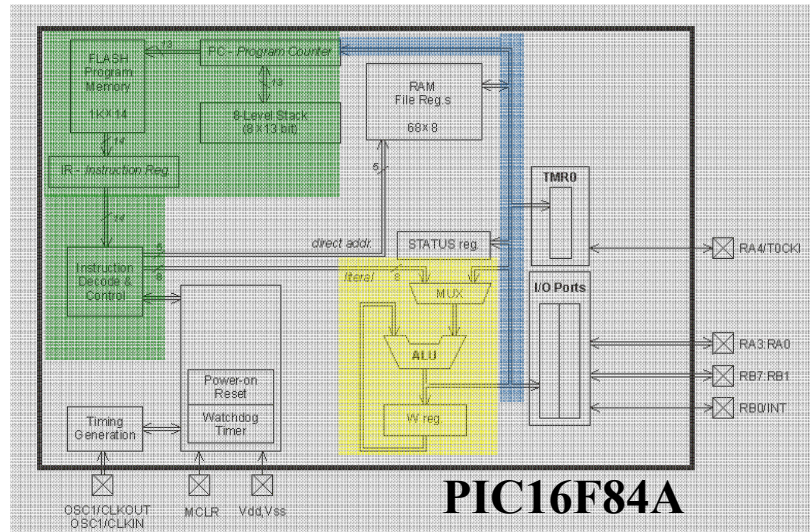 13
PC - Program Counter
FLASH
Program
Memory
1K×14
13
8-Level Stack
(8×13 bit)
RAM
File Reg.s
68×8
14
IR - Instruction Reg.
5
TMR0
14
direct addr.
STATUS reg.
RA4/T0CKI
5
Instruction
Decode &
Control
8
literal
8
MUX
I/O Ports
RA3:RA0
ALU
RB7:RB1
Power-on
Reset
RB0/INT
Timing
Generation
Watchdog
Timer
W reg.
OSC1/CLKOUT
OSC1/CLKIN
MCLR
Vdd,Vss
PIC16F84A